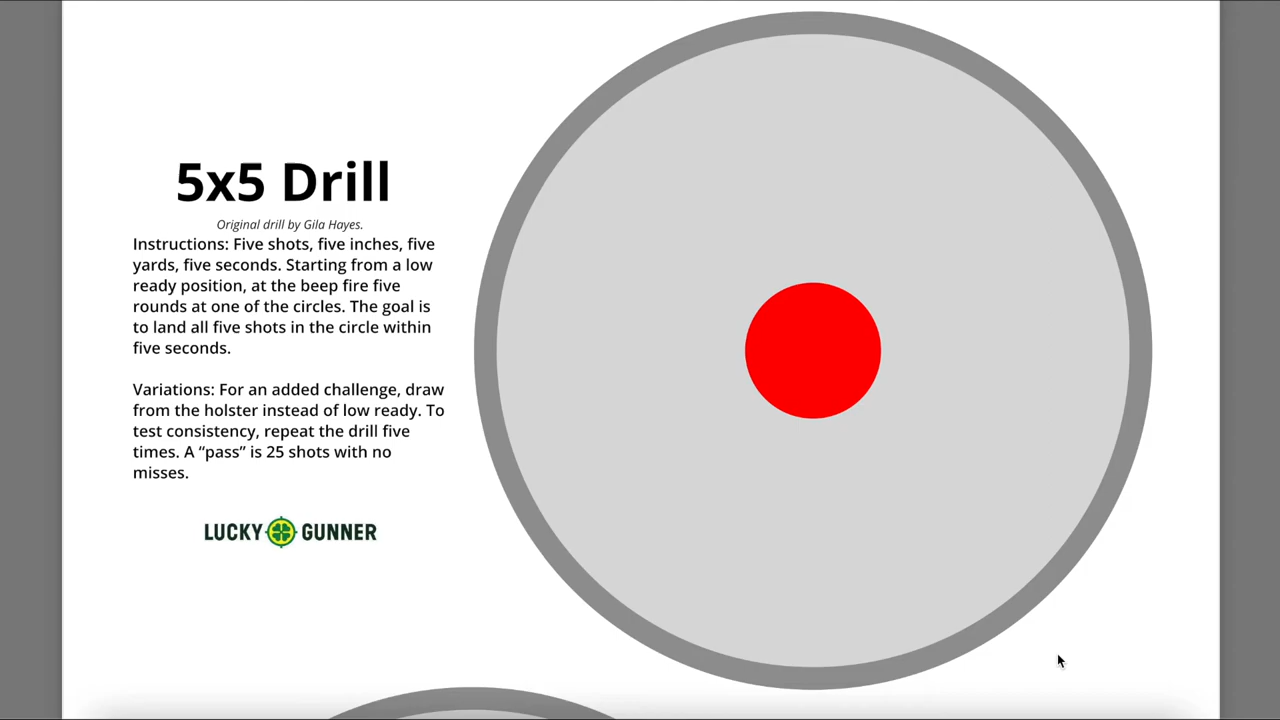 5x5 Drill
Original drill by Gila Hayes.
Instructions: Five shots, five inches, five
yards, five seconds. Starting from a low
ready position, at the beep fire five
rounds at one of the circles. The goal is
to land all five shots in the circle within
five seconds.
Variations: For an added challenge, draw
from the holster instead of low ready. To
test consistency, repeat the drill five
times. A “pass” is 25 shots with no
misses.
LUCKY GUNNER